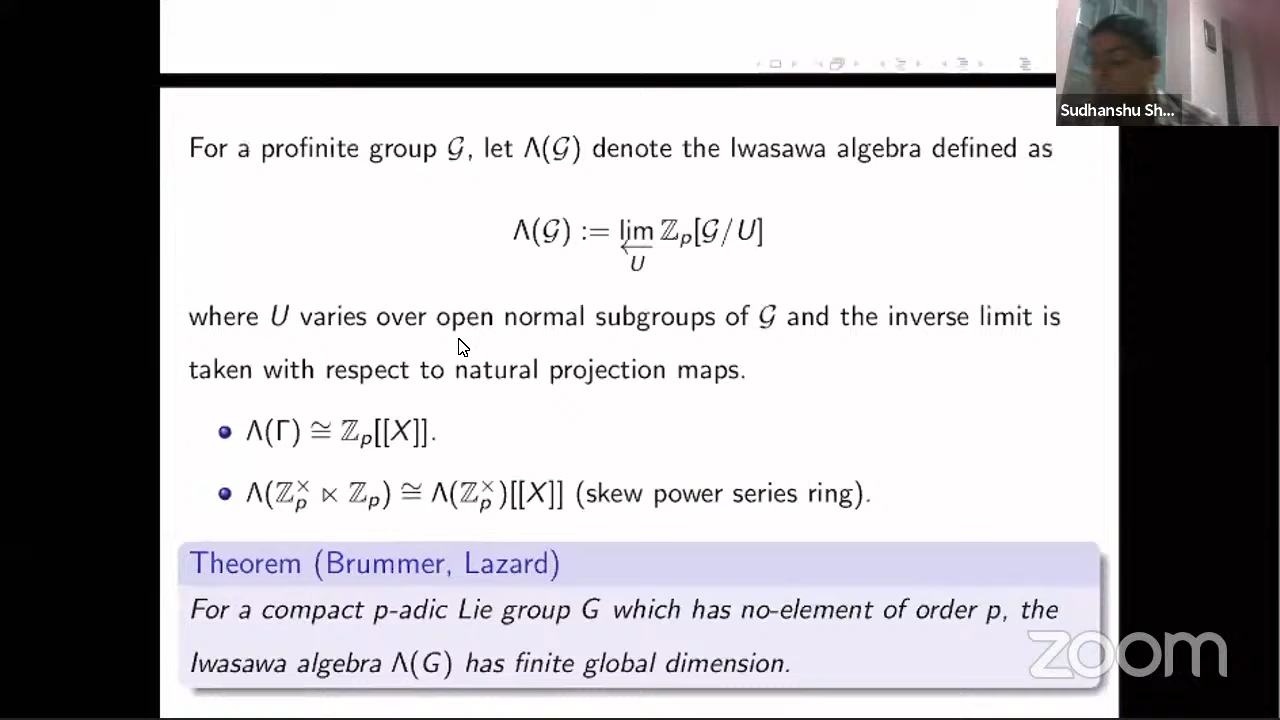 Sudhanshu Sh...
For a profinite group 𝒢, let Λ(𝒢) denote the Iwasawa algebra defined as
Λ(𝒢) := lim← U ℤp[𝒢/U]
where U varies over open normal subgroups of 𝒢 and the inverse limit is
taken with respect to natural projection maps.
• Λ(Γ) ≅ ℤp[[X]].
• Λ(ℤp× ⋉ ℤp) ≅ Λ(ℤp×)[[X]] (skew power series ring).
Theorem (Brummer, Lazard)
For a compact p-adic Lie group G which has no-element of order p, the
Iwasawa algebra Λ(G) has finite global dimension.
zoom